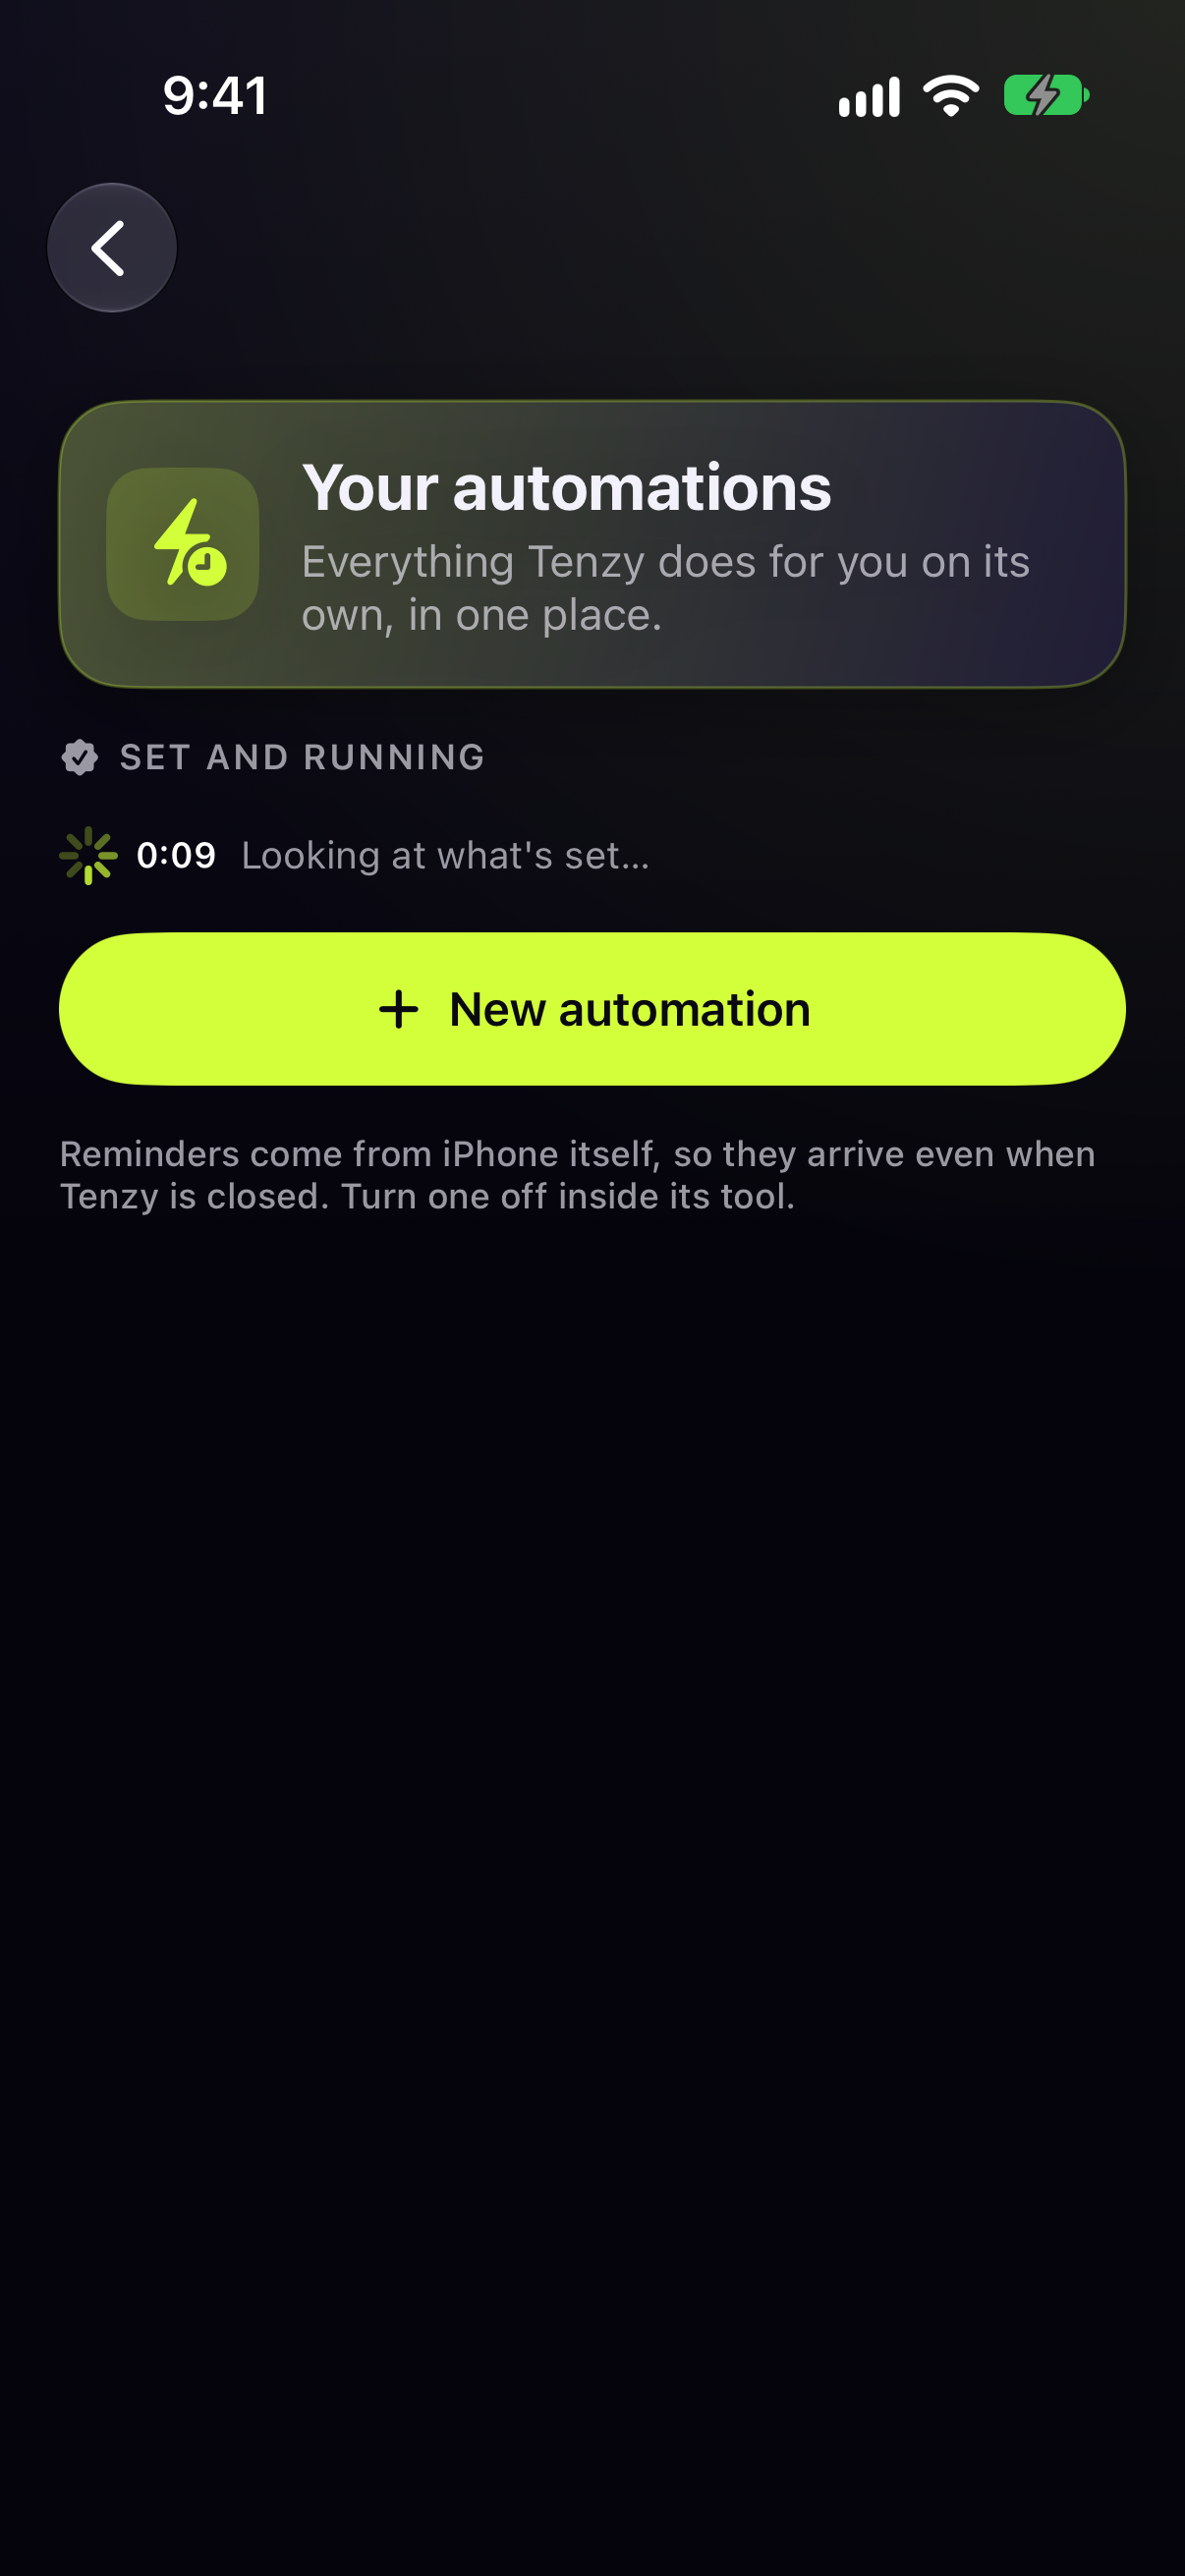 9:41
Your automations
Everything Tenzy does for you on its
own, in one place.
SET AND RUNNING
0:09 Looking at what's set...
+ New automation
Reminders come from iPhone itself, so they arrive even when
Tenzy is closed. Turn one off inside its tool.